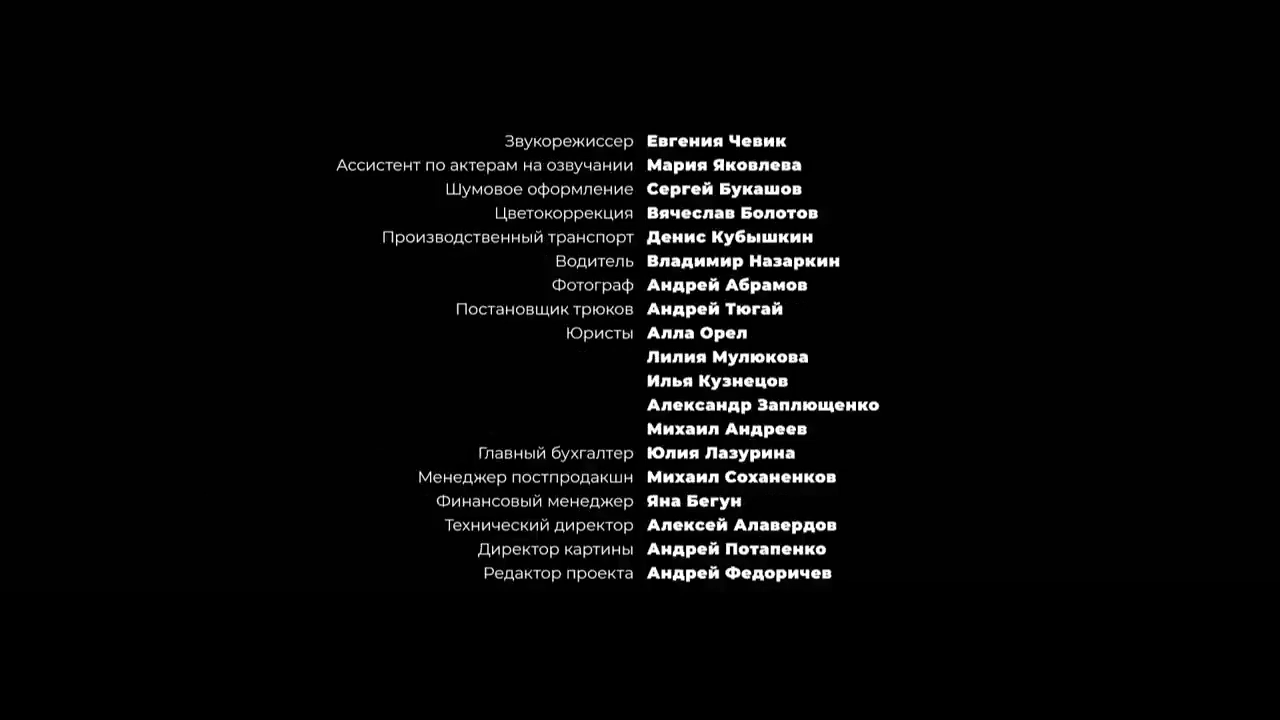 Звукорежиссер Евгения Чевик
Ассистент по актерам на озвучании Мария Яковлева
Шумовое оформление Сергей Букашов
Цветокоррекция Вячеслав Болотов
Производственный транспорт Денис Кубышкин
Водитель Владимир Назаркин
Фотограф Андрей Абрамов
Постановщик трюков Андрей Тюгай
Юристы Алла Орел
Лилия Мулюкова
Илья Кузнецов
Александр Заплющенко
Михаил Андреев
Главный бухгалтер Юлия Лазурина
Менеджер постпродакшн Михаил Соханенков
Финансовый менеджер Яна Бегун
Технический директор Алексей Алавердов
Директор картины Андрей Потапенко
Редактор проекта Андрей Федоричев